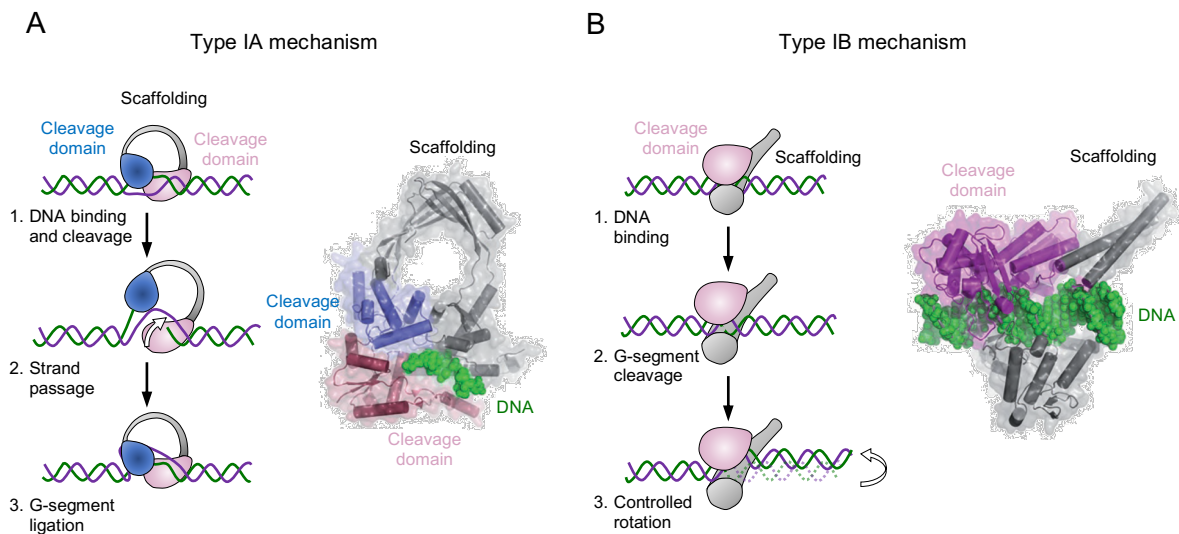 A
Type IA mechanism
Scaffolding
Cleavage
domain
Cleavage
domain
1. DNA binding
and cleavage
2. Strand
passage
3. G-segment
ligation
Scaffolding
Cleavage
domain
DNA
Cleavage
domain
B
Type IB mechanism
Cleavage
domain
Scaffolding
1. DNA
binding
2. G-segment
cleavage
3. Controlled
rotation
Scaffolding
Cleavage
domain
DNA